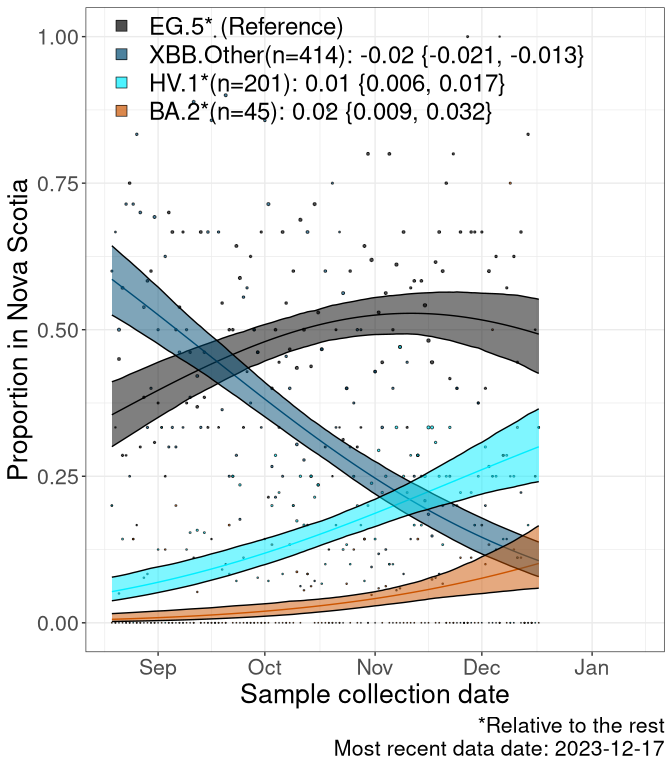 EG.5* (Reference)
XBB.Other(n=414): -0.02 {-0.021, -0.013}
HV.1*(n=201): 0.01 {0.006, 0.017}
BA.2*(n=45): 0.02 {0.009, 0.032}
1.00
0.75
0.50
0.25
0.00
Proportion in Nova Scotia
Sep Oct Nov Dec Jan
Sample collection date
*Relative to the rest
Most recent data date: 2023-12-17